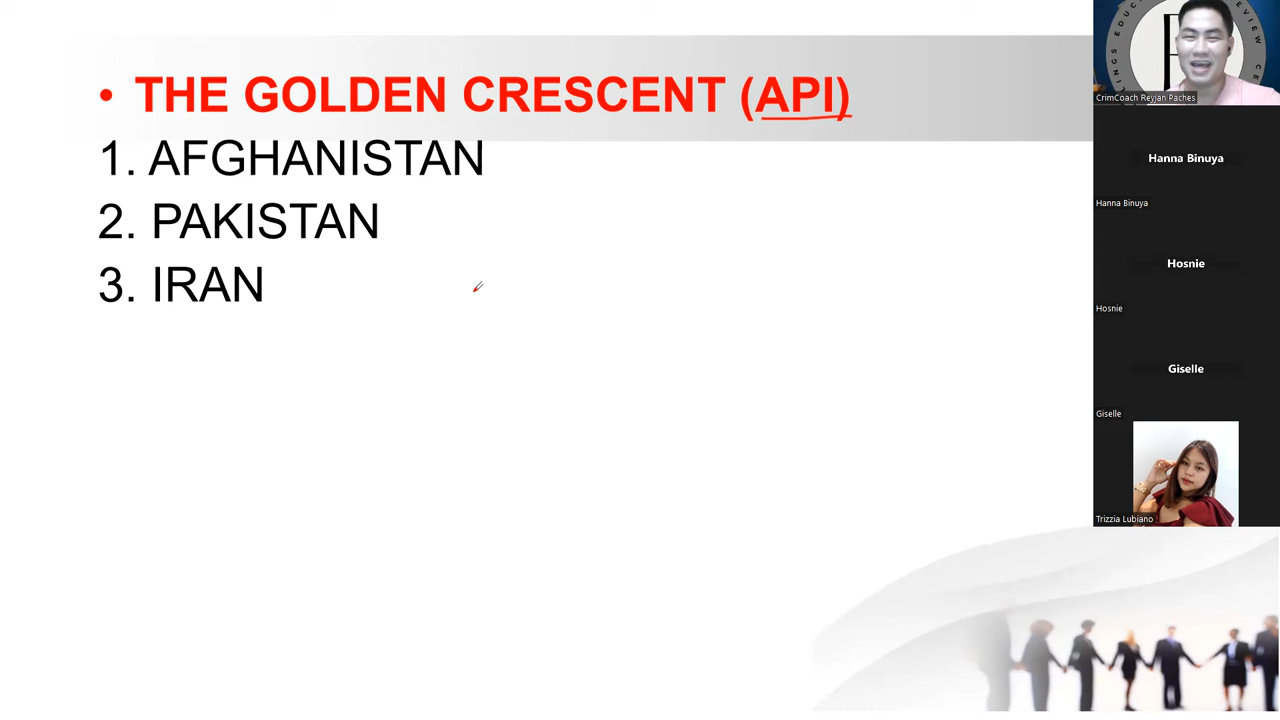 • THE GOLDEN CRESCENT (API)
1. AFGHANISTAN
2. PAKISTAN
3. IRAN
CrimCoach Reyjan Paches
Hanna Binuya
Hanna Binuya
Hosnie
Hosnie
Giselle
Giselle
Trizzia Lubiano